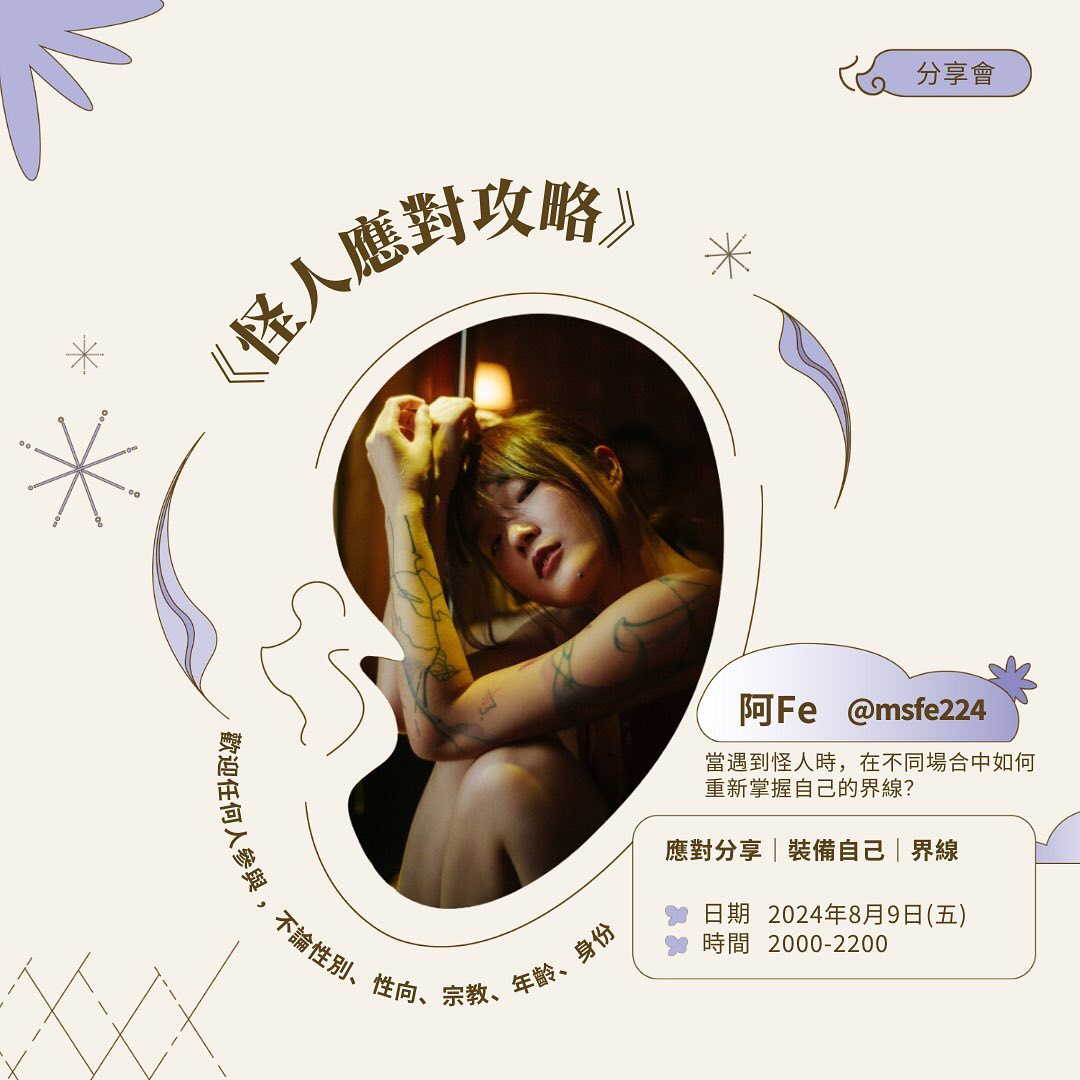 分享會
《怪人應對攻略》
阿Fe @msfe224
當遇到怪人時，在不同場合中如何
重新掌握自己的界線？
應對分享｜裝備自己｜界線
日期 2024年8月9日(五)
時間 2000-2200
歡迎任何人參與，不論性別、性向、宗教、年齡、身份